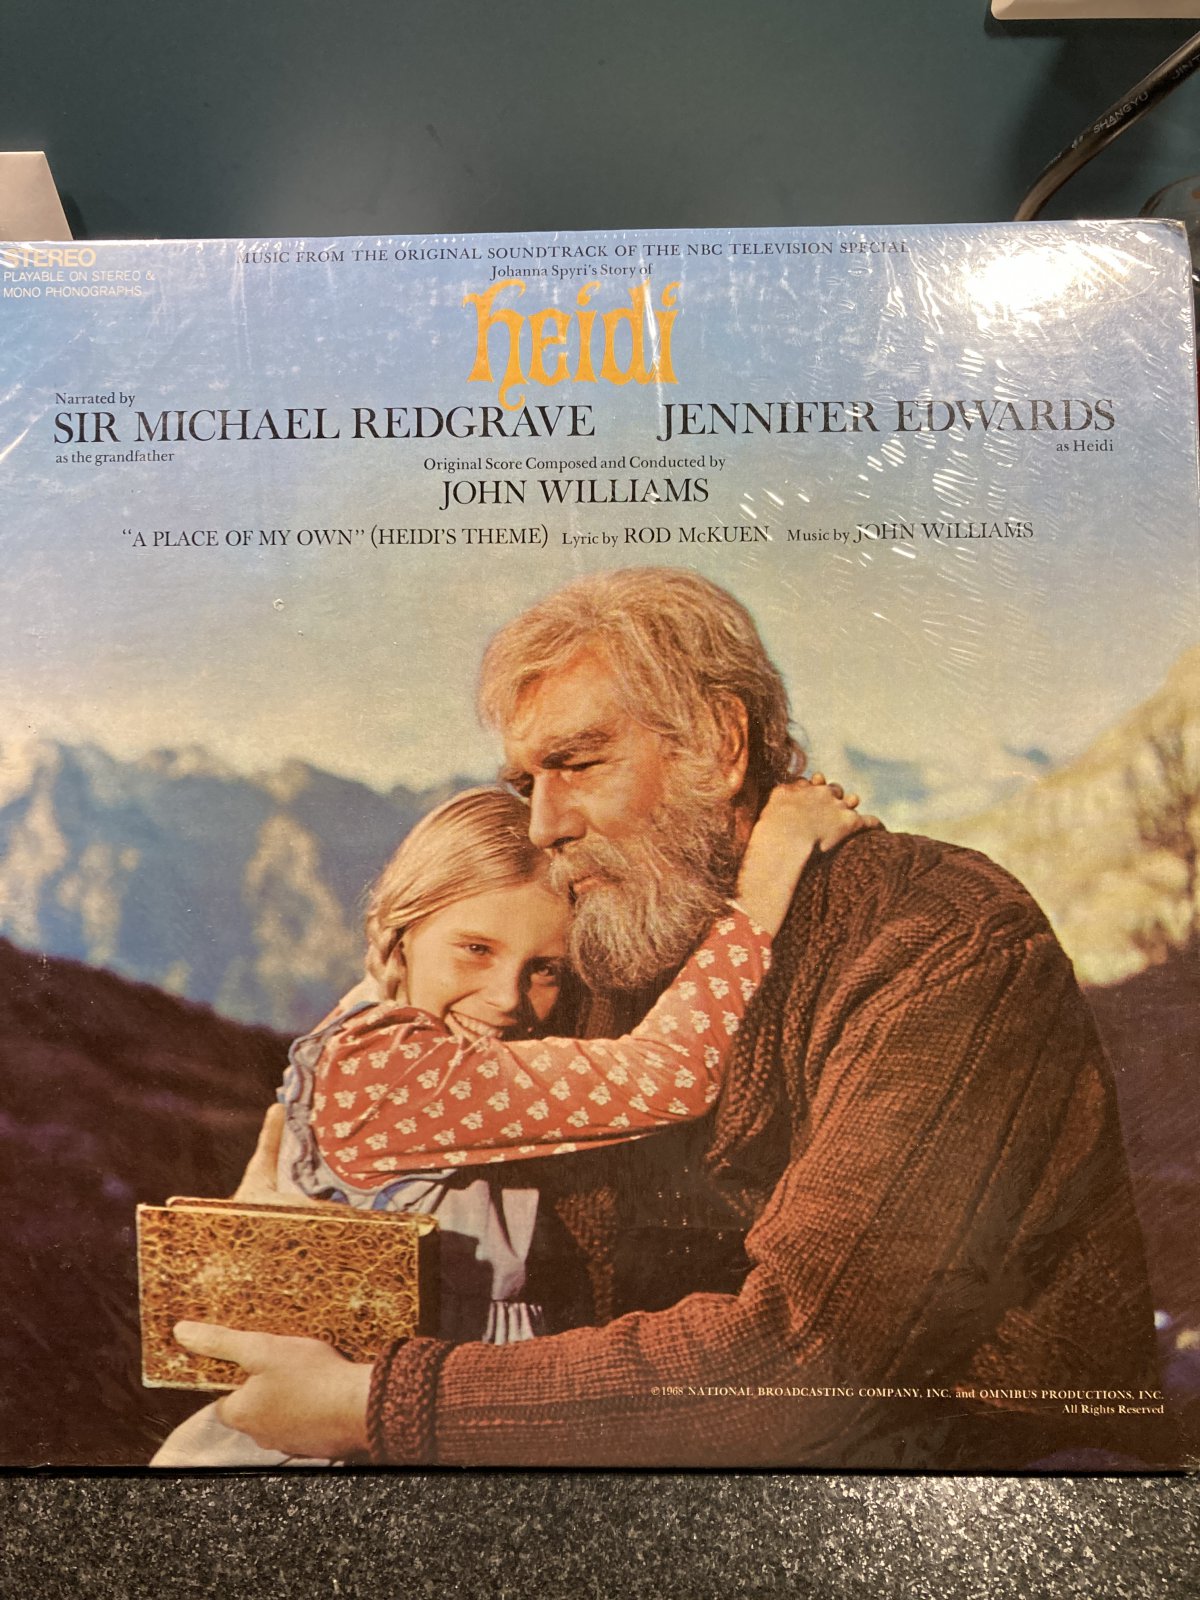 SHANGYU JINT
STEREO
PLAYABLE ON STEREO &
MONO PHONOGRAPHS
MUSIC FROM THE ORIGINAL SOUNDTRACK OF THE NBC TELEVISION SPECIAL
Johanna Spyri's Story of
heidi
Narrated by
SIR MICHAEL REDGRAVE
as the grandfather
JENNIFER EDWARDS
as Heidi
Original Score Composed and Conducted by
JOHN WILLIAMS
“A PLACE OF MY OWN” (HEIDI'S THEME) Lyric by ROD McKUEN Music by JOHN WILLIAMS
©1968 NATIONAL BROADCASTING COMPANY, INC. and OMNIBUS PRODUCTIONS, INC.
All Rights Reserved